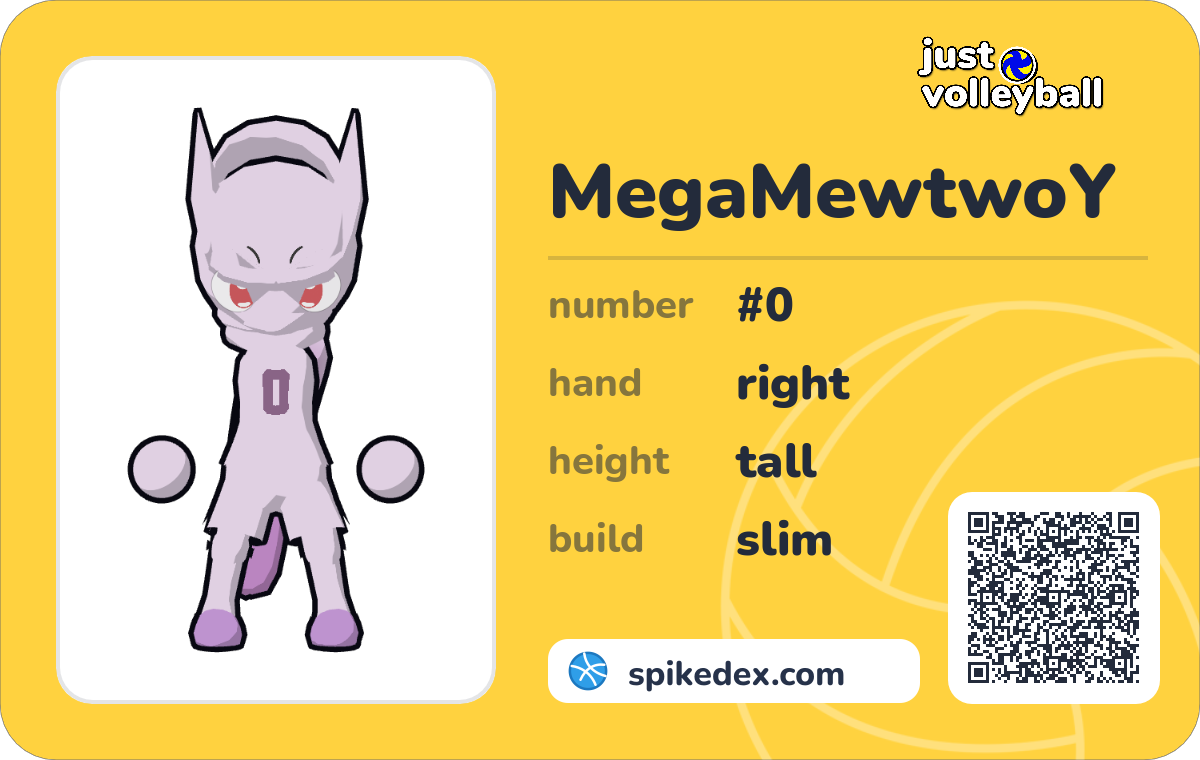 just
volleyball
MegaMewtwoY
number #0
hand right
height tall
build slim
0
spikedex.com